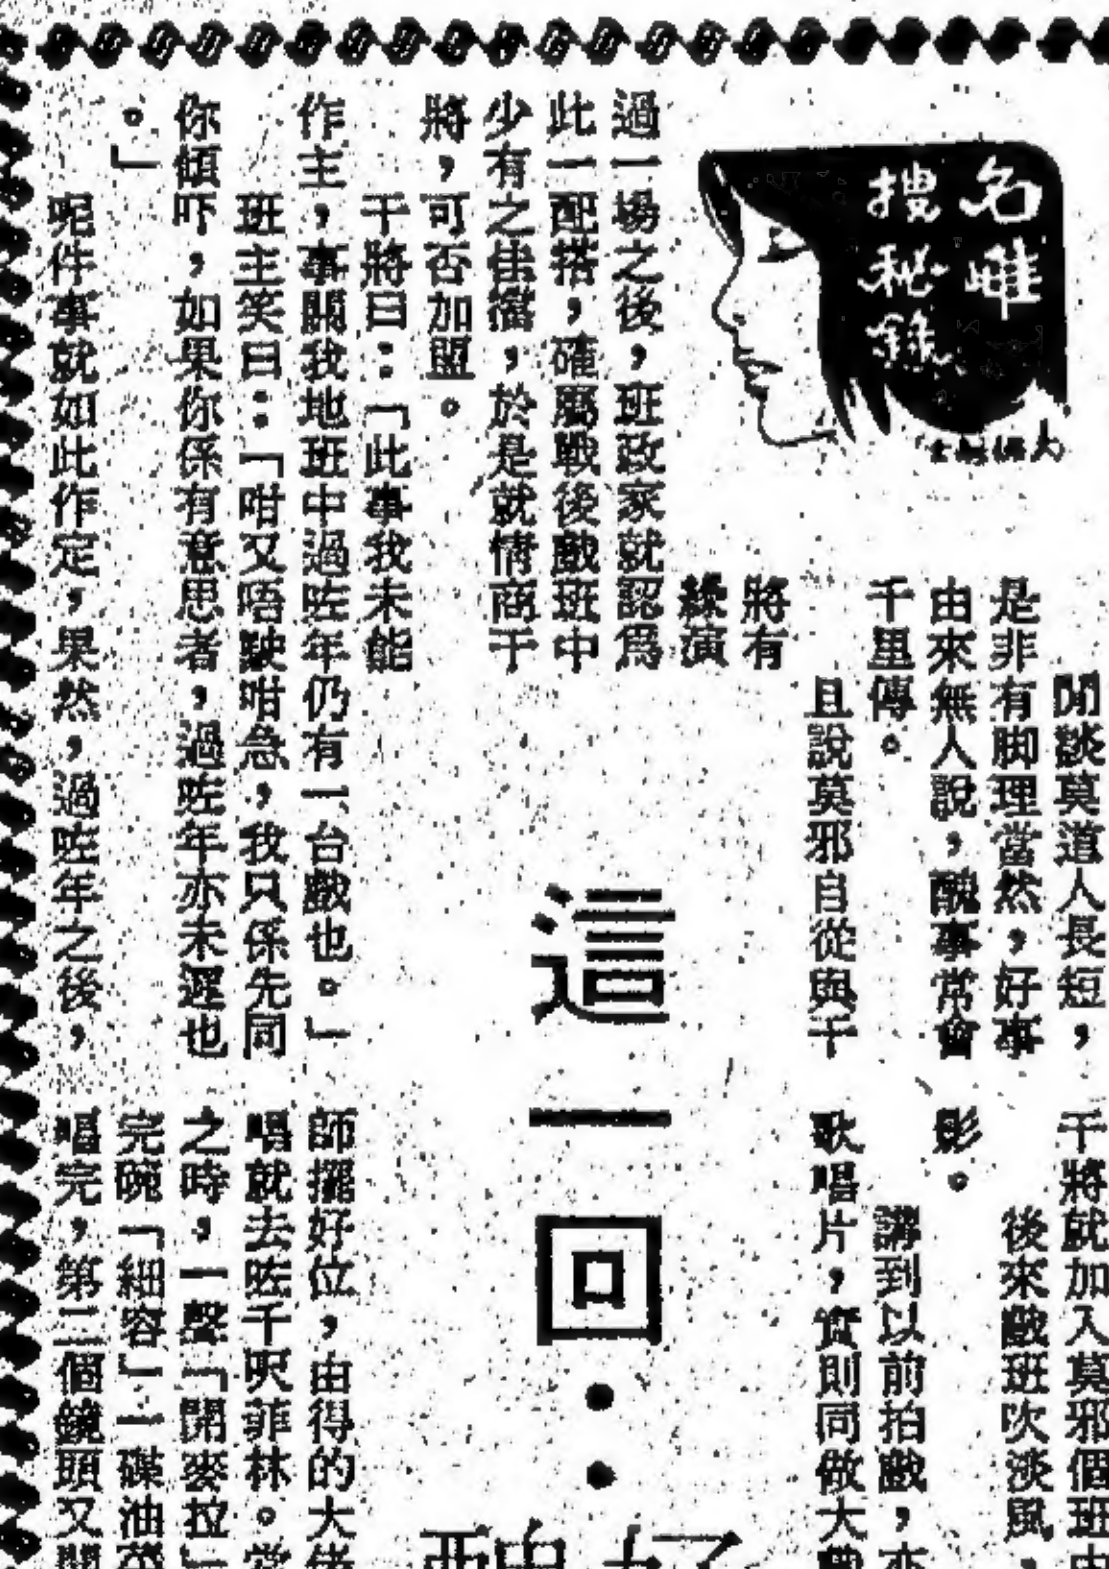 名雌
搜秘錄
閒談莫道人長短，
是非有脚理當然，好事
由來無人說，醜事常會
千里傳。
且說莫邪自從與干
將有
繼演
過一場之後，班政家就認爲
此一配搭，確屬戰後戲班中
少有之佳檔，於是就情商干
將，可否加盟。
干將曰：「此事我未能
作主，事關我地班中過咗年仍有一台戲也。」
班主笑曰：「咁又唔駛咁急，我只係先同
你傾吓，如果你係有意思者，過咗年亦未遲也
。」
呢件事就如此作定，果然，過咗年之後，
這一回：
干將就加入莫邪個班
後來戲班吹淡風，
影。
講到以前拍戲，亦
歌唱片，實則同做大戲
師擺好位，由得的大佬
唱就去咗千呎菲林。當
之時，一聲「開麥拉」
完碗「細容」一碟油菜
唱完，第二個鏡頭又開